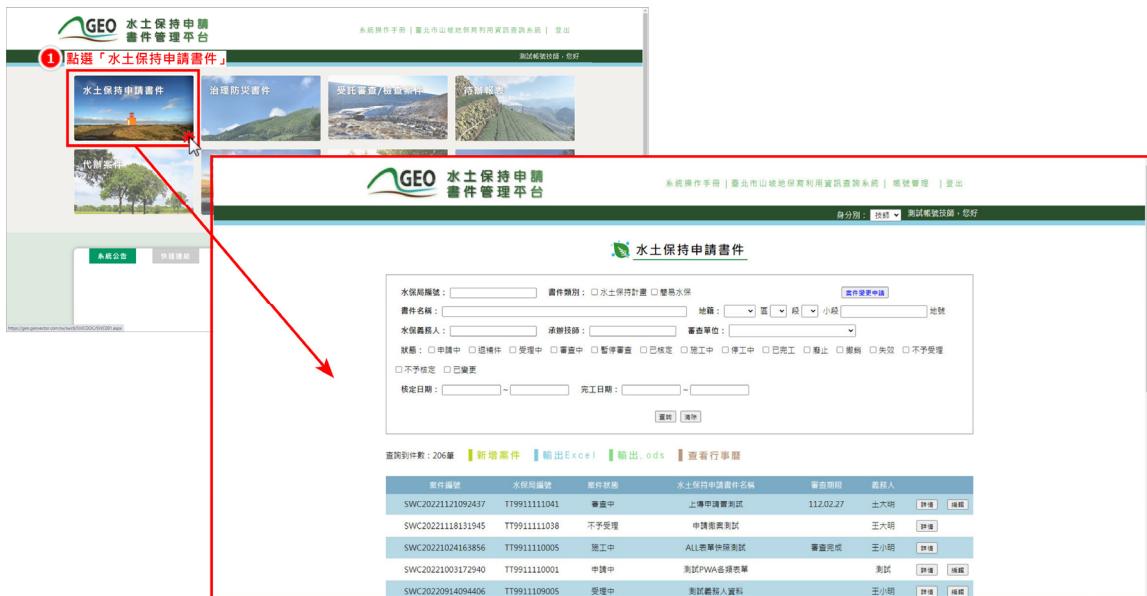 GEO 水土保持申請
書件管理平台
系統操作手冊 | 臺北市山坡地保育利用資訊查詢系統 | 登出
測試帳號技師，您好
1 點選「水土保持申請書件」
水土保持申請書件
治理防災書件
受託審查/檢查案件
待辦報表
代辦案件
系統公告
快速連結
https://geo.geovector.com.tw/swcb/SWCDOC/SWC001.aspx
GEO 水土保持申請
書件管理平台
系統操作手冊 | 臺北市山坡地保育利用資訊查詢系統 | 帳號管理 | 登出
身分別： 技師 測試帳號技師，您好
水土保持申請書件
水保局編號： 書件類別： 水土保持計畫 簡易水保 案件變更申請
書件名稱： 地籍： 區 段 小段 地號
水保義務人： 承辦技師： 審查單位：
狀態： 申請中 退補件 受理中 審查中 暫停審查 已核定 施工中 停工中 已完工 廢止 撤銷 失效 不予受理
不予核定 已變更
核定日期： ~ 完工日期： ~
查詢 清除
查詢到件數：206筆 新增案件 輸出Excel 輸出.ods 查看行事曆
案件編號 水保局編號 案件狀態 水土保持申請書件名稱 審查期限 義務人
SWC20221121092437 TT9911111041 審查中 上傳申請書測試 112.02.27 土大明 詳情 編輯
SWC20221118131945 TT9911111038 不予受理 申請撤案測試 王大明 詳情
SWC20221024163856 TT9911110005 施工中 ALL表單快照測試 審查完成 王小明 詳情
SWC20221003172940 TT9911110001 申請中 測試PWA各類表單 測試 詳情 編輯
SWC20220914094406 TT9911109005 受理中 測試義務人資料 王小明 詳情 編輯